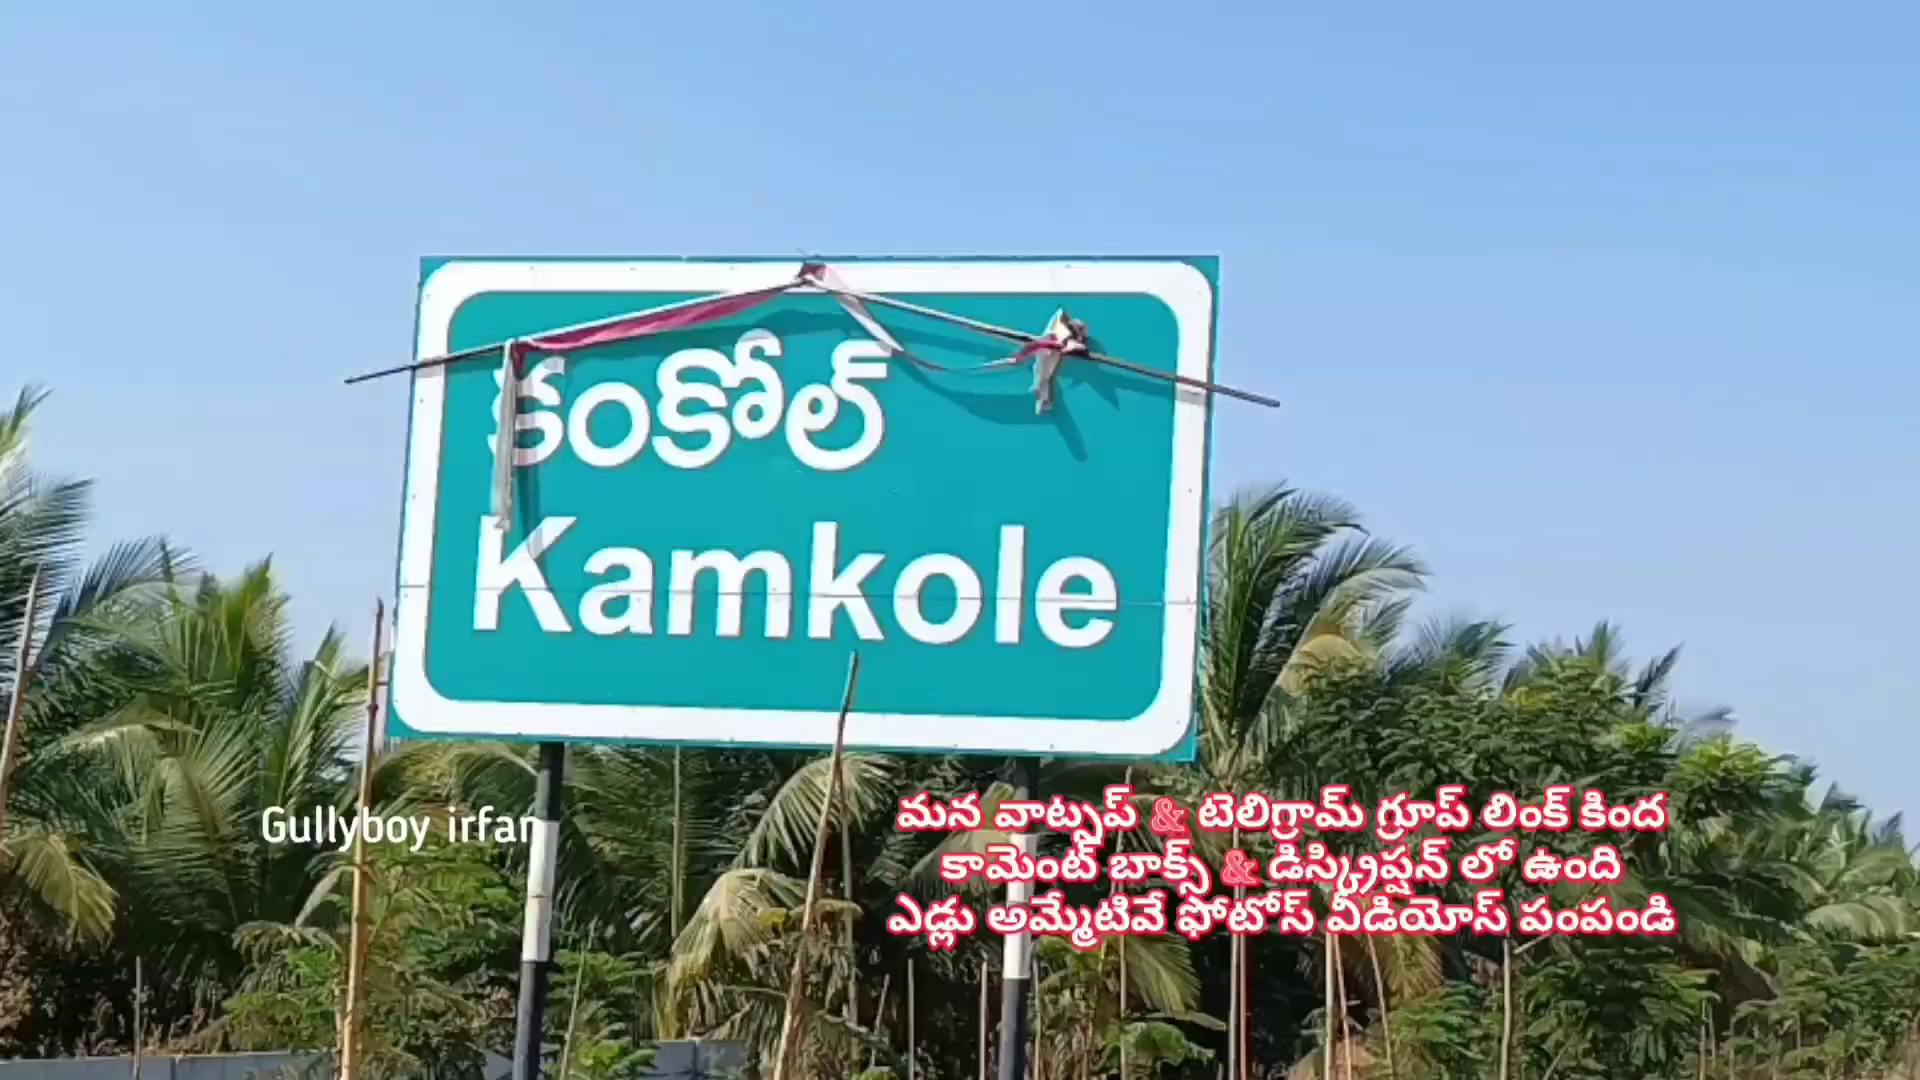 కంకోల్
Kamkole
Gullyboy irfan
మన వాట్సప్ & టెలిగ్రామ్ గ్రూప్ లింక్ కింద
కామెంట్ బాక్స్ & డిస్క్రిప్షన్ లో ఉంది
ఎడ్లు అమ్మేటివే ఫోటోస్ వీడియోస్ పంపండి